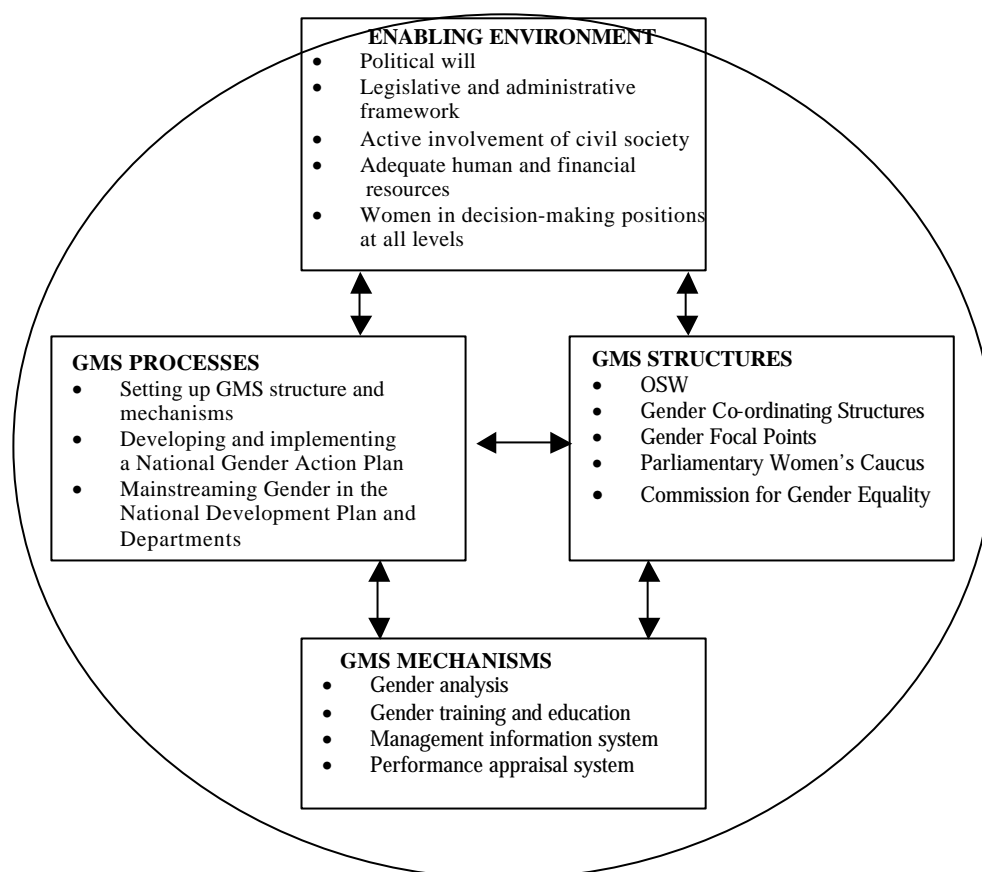 ENABLING ENVIRONMENT
• Political will
• Legislative and administrative
framework
• Active involvement of civil society
• Adequate human and financial
resources
• Women in decision-making positions
at all levels
GMS PROCESSES
• Setting up GMS structure and
mechanisms
• Developing and implementing
a National Gender Action Plan
• Mainstreaming Gender in the
National Development Plan and
Departments
GMS STRUCTURES
• OSW
• Gender Co-ordinating Structures
• Gender Focal Points
• Parliamentary Women's Caucus
• Commission for Gender Equality
GMS MECHANISMS
• Gender analysis
• Gender training and education
• Management information system
• Performance appraisal system